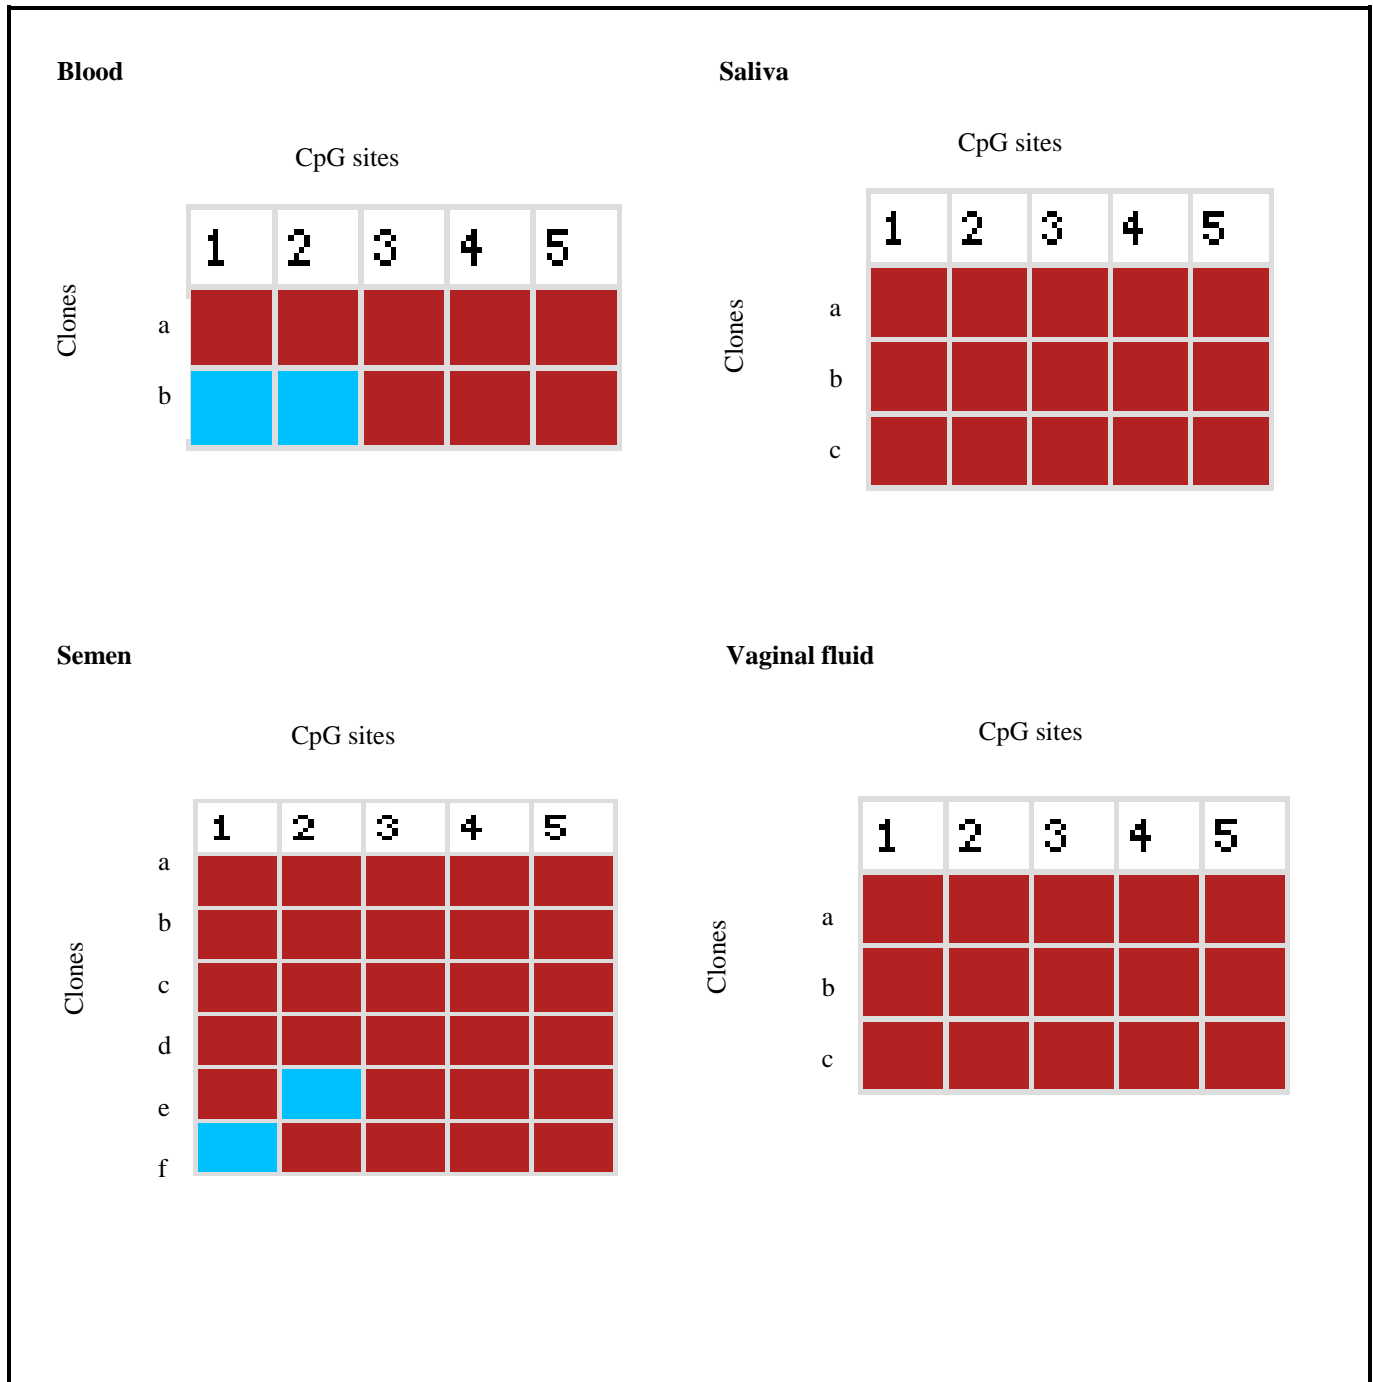 Blood
CpG sites
1 2 3 4 5
Clones
a
b
Saliva
CpG sites
1 2 3 4 5
Clones
a
b
c
Semen
CpG sites
1 2 3 4 5
Clones
a
b
c
d
e
f
Vaginal fluid
CpG sites
1 2 3 4 5
Clones
a
b
c